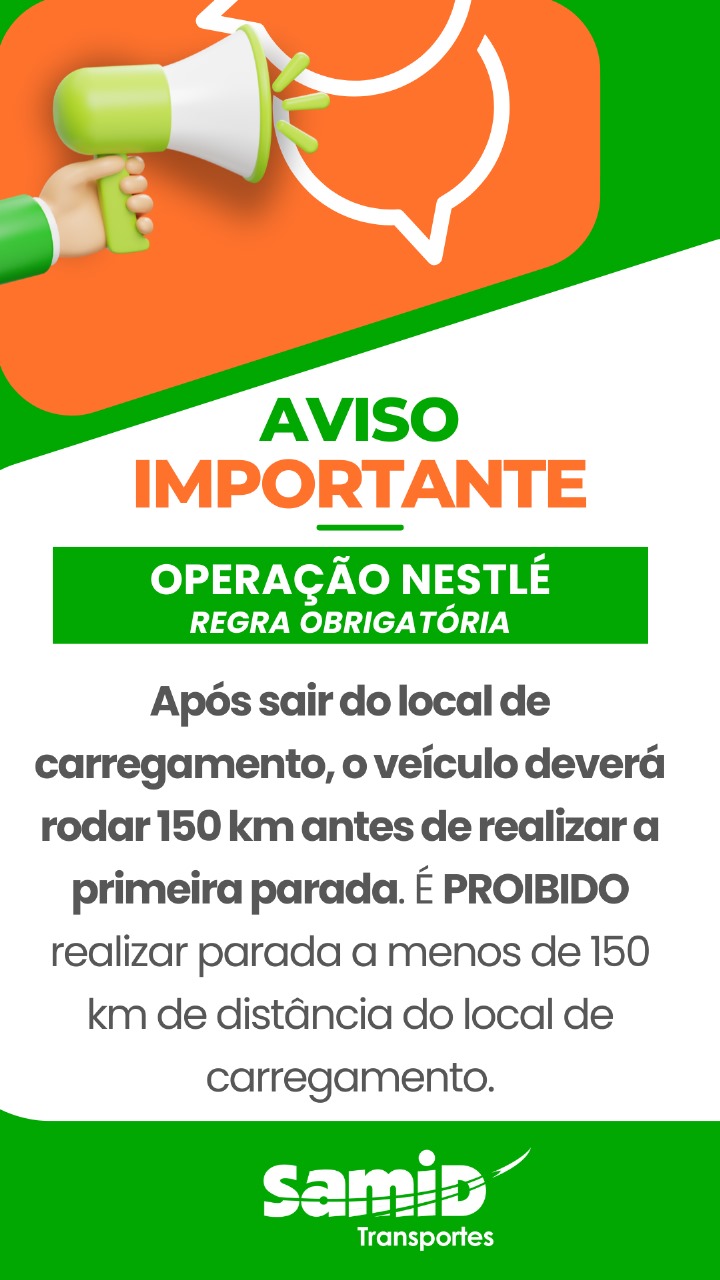 AVISO
IMPORTANTE
OPERAÇÃO NESTLÉ
REGRA OBRIGATÓRIA
Após sair do local de
carregamento, o veículo deverá
rodar 150 km antes de realizar a
primeira parada. É PROIBIDO
realizar parada a menos de 150
km de distância do local de
carregamento.
SamiD
Transportes